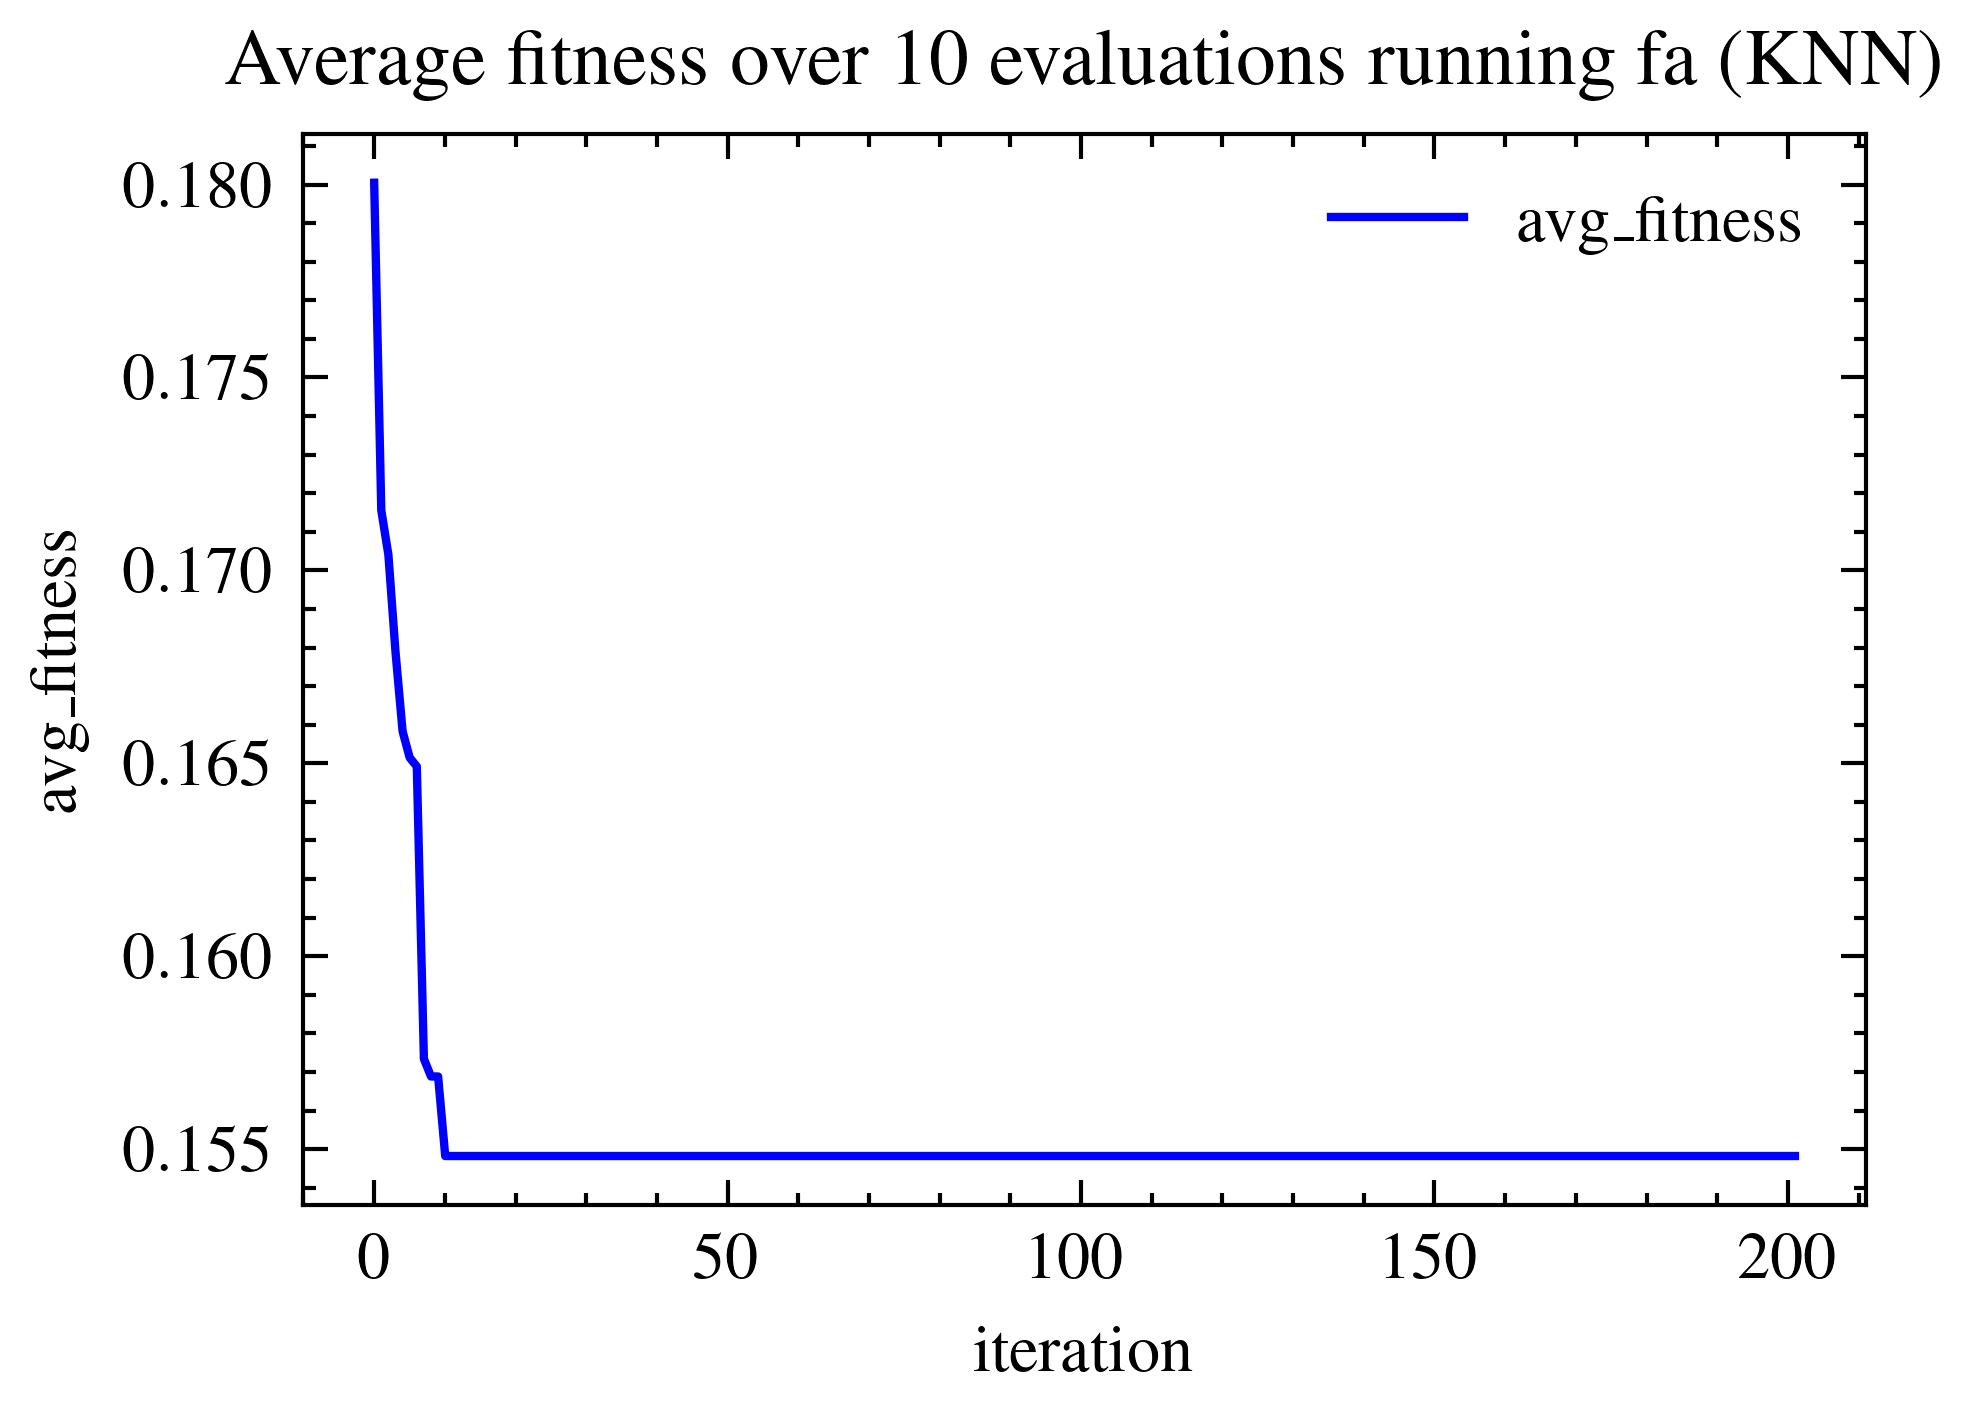 Average fitness over 10 evaluations running fa (KNN)
avg_fitness
0.180
0.175
0.170
0.165
0.160
0.155
avg_fitness
0 50 100 150 200
iteration